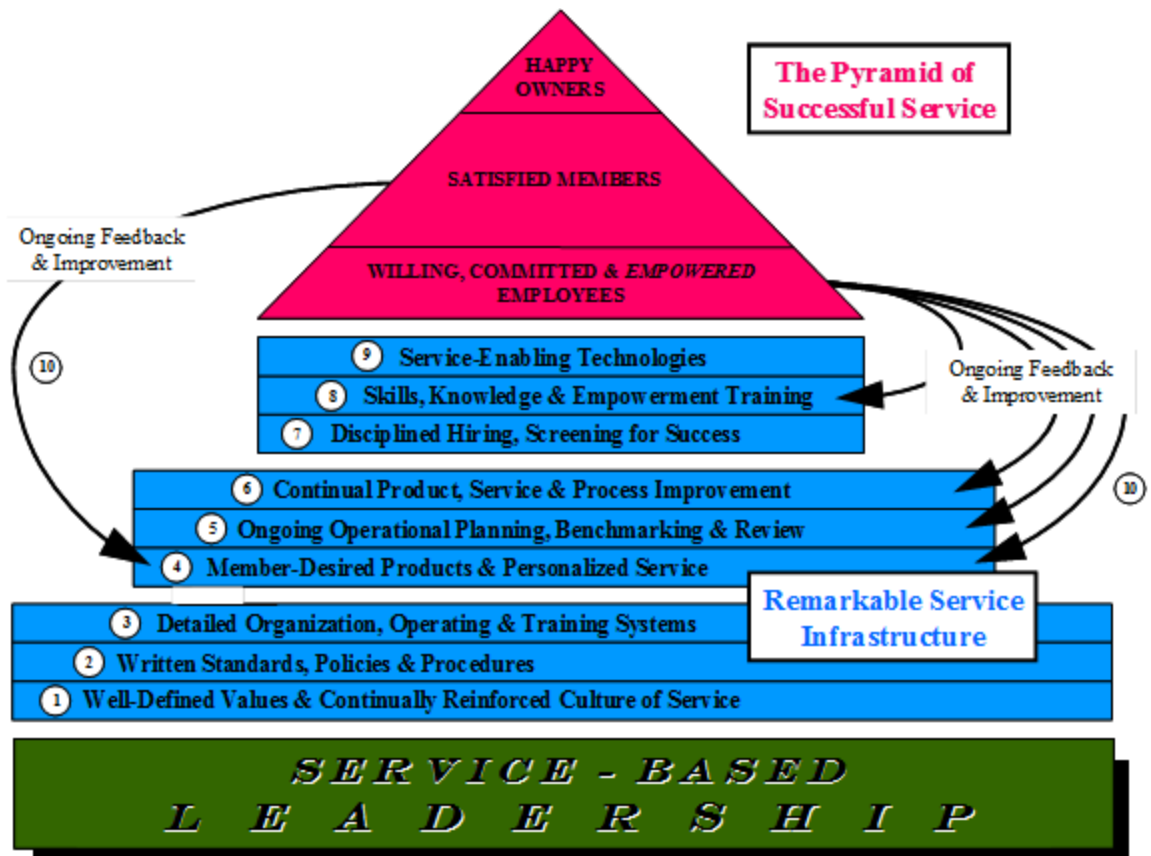 HAPPY
OWNERS
The Pyramid of
Successful Service
SATISFIED MEMBERS
Ongoing Feedback
& Improvement
WILLING, COMMITTED & EMPOWERED
EMPLOYEES
10
9 Service-Enabling Technologies
Ongoing Feedback
& Improvement
8 Skills, Knowledge & Empowerment Training
7 Disciplined Hiring, Screening for Success
6 Continual Product, Service & Process Improvement
10
5 Ongoing Operational Planning, Benchmarking & Review
4 Member-Desired Products & Personalized Service
Remarkable Service
Infrastructure
3 Detailed Organization, Operating & Training Systems
2 Written Standards, Policies & Procedures
1 Well-Defined Values & Continually Reinforced Culture of Service
SERVICE - BASED
LEADERSHIP